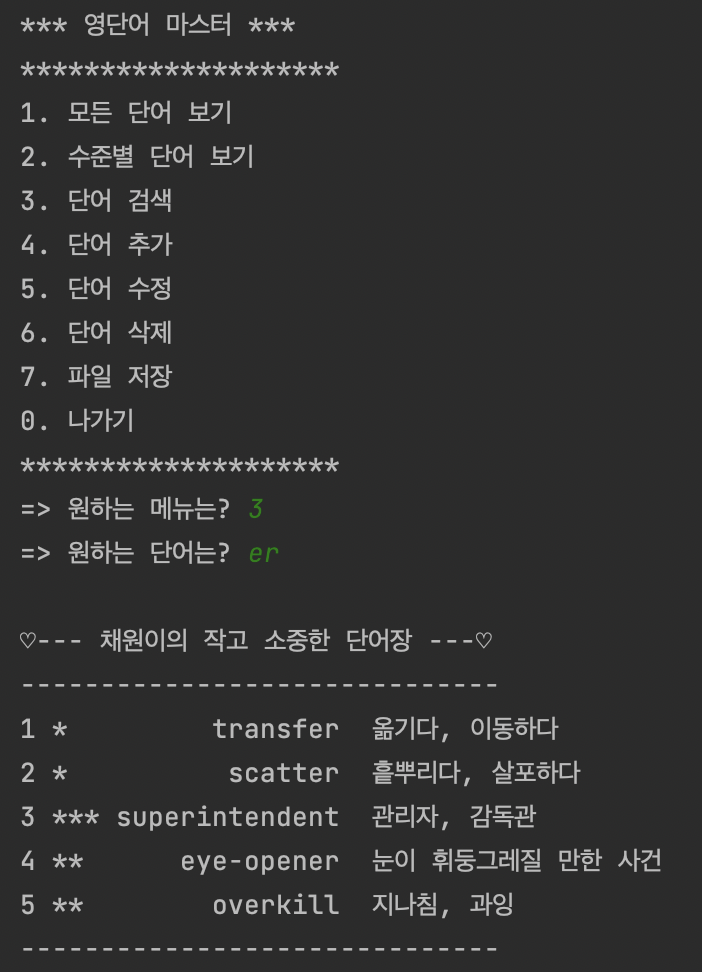 *** 영단어 마스터 ***
********************
1. 모든 단어 보기
2. 수준별 단어 보기
3. 단어 검색
4. 단어 추가
5. 단어 수정
6. 단어 삭제
7. 파일 저장
0. 나가기
********************
=> 원하는 메뉴는? 3
=> 원하는 단어는? er
♡--- 채원이의 작고 소중한 단어장 ---♡
------------------------------
1 * transfer 옮기다, 이동하다
2 * scatter 흩뿌리다, 살포하다
3 *** superintendent 관리자, 감독관
4 ** eye-opener 눈이 휘둥그레질 만한 사건
5 ** overkill 지나침, 과잉
------------------------------